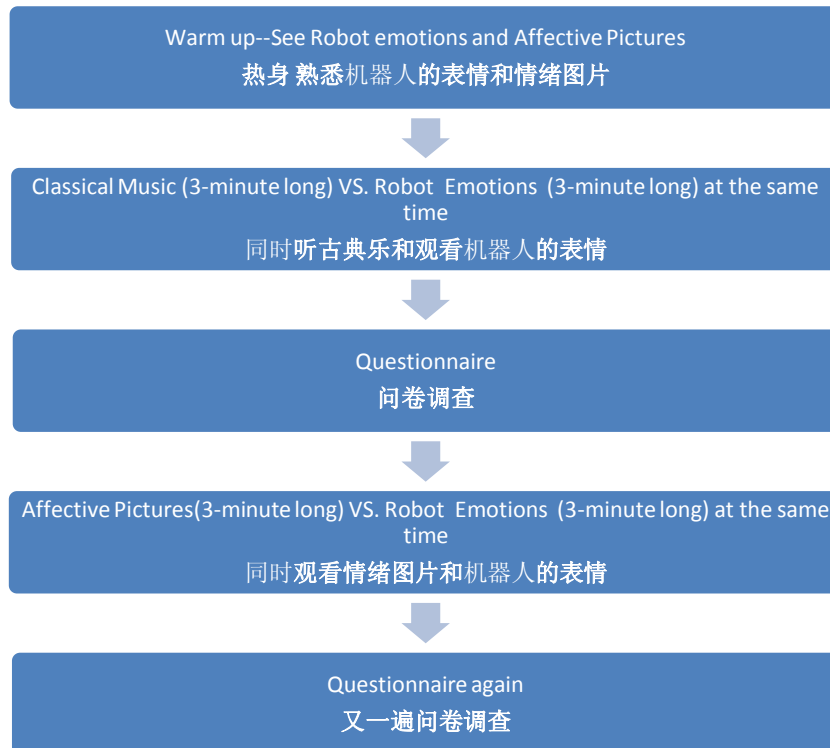 Warm up--See Robot emotions and Affective Pictures
热身 熟悉机器人的表情和情绪图片
Classical Music (3-minute long) VS. Robot Emotions (3-minute long) at the same
time
同时听古典乐和观看机器人的表情
Questionnaire
问卷调查
Affective Pictures(3-minute long) VS. Robot Emotions (3-minute long) at the same
time
同时观看情绪图片和机器人的表情
Questionnaire again
又一遍问卷调查